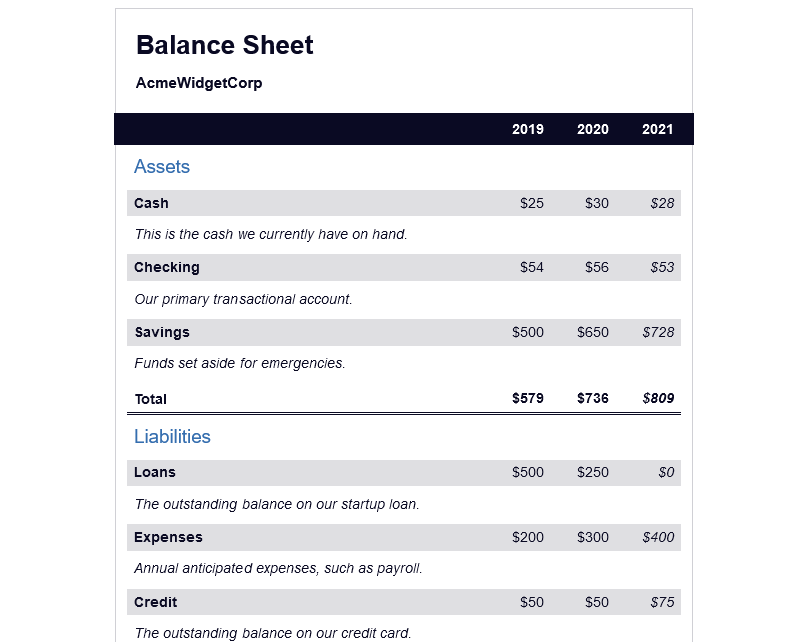 Balance Sheet
AcmeWidgetCorp
2019 2020 2021
Assets
Cash $25 $30 $28
This is the cash we currently have on hand.
Checking $54 $56 $53
Our primary transactional account.
Savings $500 $650 $728
Funds set aside for emergencies.
Total $579 $736 $809
Liabilities
Loans $500 $250 $0
The outstanding balance on our startup loan.
Expenses $200 $300 $400
Annual anticipated expenses, such as payroll.
Credit $50 $50 $75
The outstanding balance on our credit card.